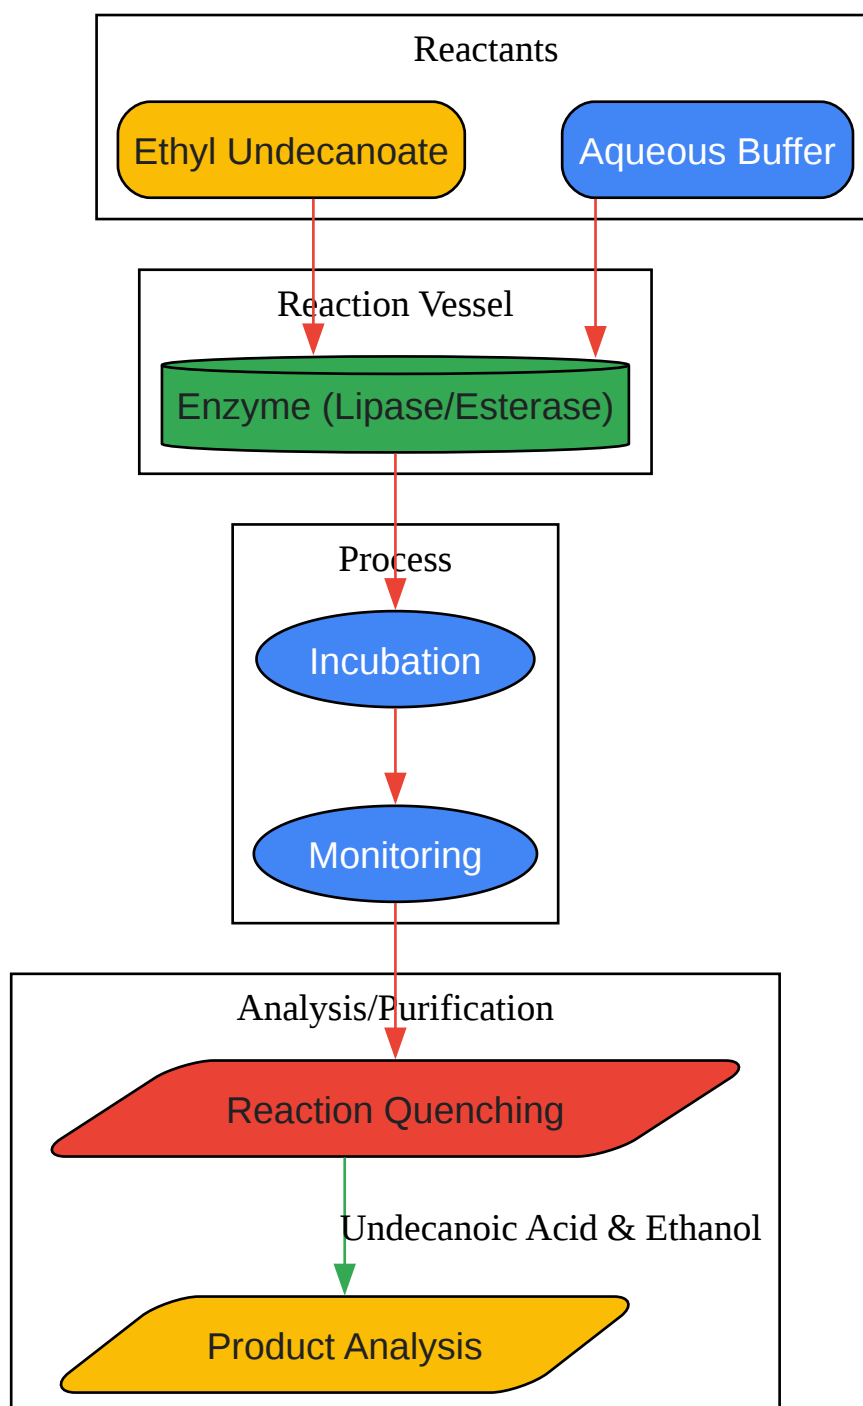 Reactants
Ethyl Undecanoate
Aqueous Buffer
Reaction Vessel
Enzyme (Lipase/Esterase)
Process
Incubation
Monitoring
Analysis/Purification
Reaction Quenching
Undecanoic Acid & Ethanol
Product Analysis